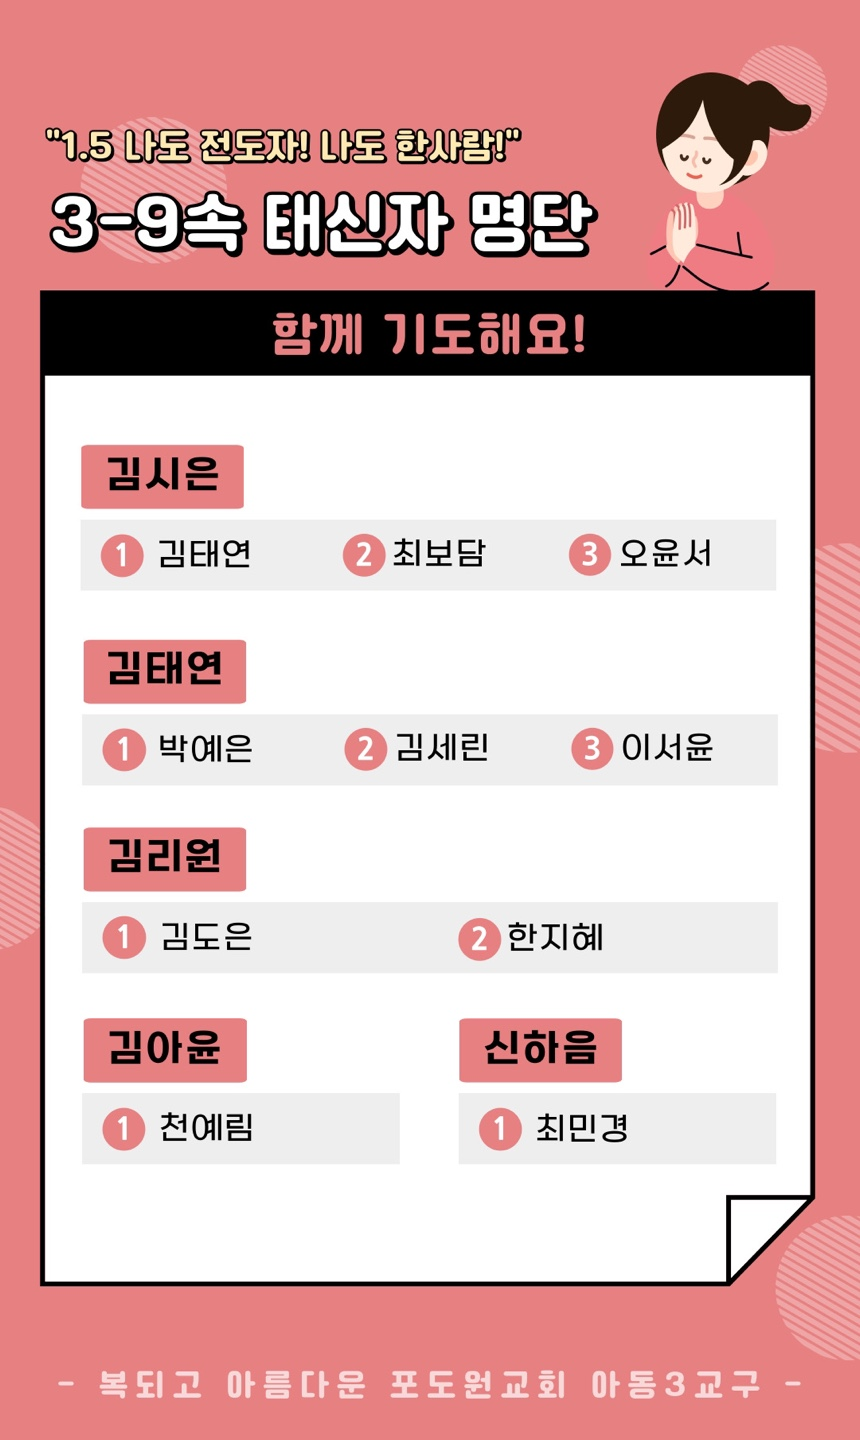 "1.5 나도 전도자! 나도 한사람!"
3-9속 태신자 명단
함께 기도해요!
김시은
1 김태연 2 최보담 3 오윤서
김태연
1 박예은 2 김세린 3 이서윤
김리원
1 김도은 2 한지혜
김아윤 신하음
1 천예림 1 최민경
- 복되고 아름다운 포도원교회 아동3교구 -